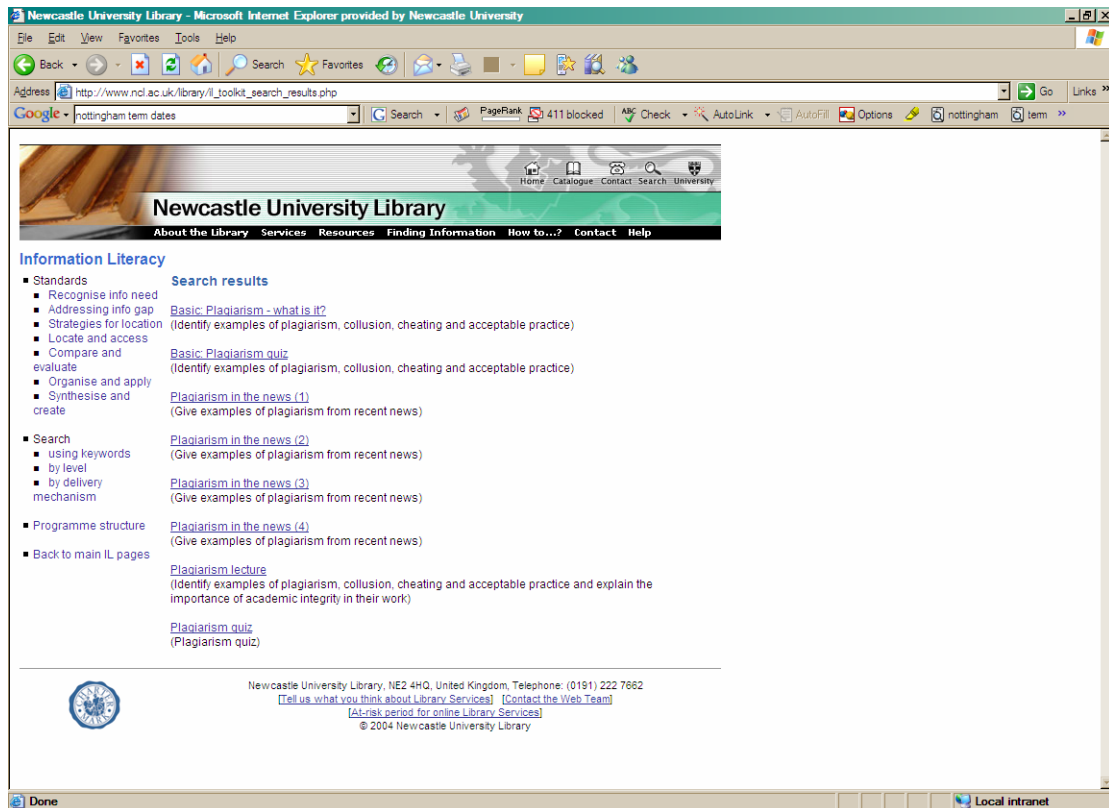 Newcastle University Library - Microsoft Internet Explorer provided by Newcastle University
File Edit View Favorites Tools Help
Back Search Favorites
Address http://www.ncl.ac.uk/library/il_toolkit_search_results.php Go Links »
Google nottingham term dates Search PageRank 411 blocked ABC Check AutoLink AutoFill Options nottingham term »
Home Catalogue Contact Search University
Newcastle University Library
About the Library Services Resources Finding Information How to...? Contact Help
Information Literacy
Standards
Recognise info need
Addressing info gap
Strategies for location
Locate and access
Compare and
evaluate
Organise and apply
Synthesise and
create
Search
using keywords
by level
by delivery
mechanism
Programme structure
Back to main IL pages
Search results
Basic: Plagiarism - what is it?
(Identify examples of plagiarism, collusion, cheating and acceptable practice)
Basic: Plagiarism quiz
(Identify examples of plagiarism, collusion, cheating and acceptable practice)
Plagiarism in the news (1)
(Give examples of plagiarism from recent news)
Plagiarism in the news (2)
(Give examples of plagiarism from recent news)
Plagiarism in the news (3)
(Give examples of plagiarism from recent news)
Plagiarism in the news (4)
(Give examples of plagiarism from recent news)
Plagiarism lecture
(Identify examples of plagiarism, collusion, cheating and acceptable practice and explain the
importance of academic integrity in their work)
Plagiarism quiz
(Plagiarism quiz)
CHARTER MARK
Newcastle University Library, NE2 4HQ, United Kingdom, Telephone: (0191) 222 7662
[Tell us what you think about Library Services] [Contact the Web Team]
[At-risk period for online Library Services]
© 2004 Newcastle University Library
Done Local intranet